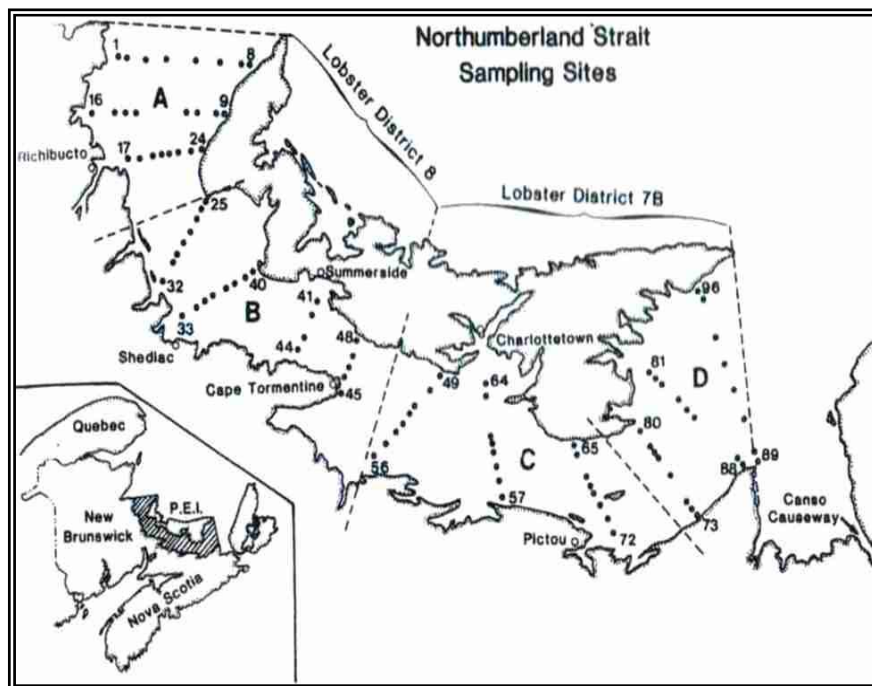 Northumberland Strait
Sampling Sites
Lobster District 8
Lobster District 7B
1
8
A
16
9
17
24
Richibucto
25
32
40
Summerside
B
41
33
44
48
Shediac
Cape Tormentine
45
49
64
Charlottetown
96
81
D
80
56
C
65
57
88
89
73
72
Pictou
Canso
Causeway
Quebec
P.E.I.
New
Brunswick
Nova Scotia